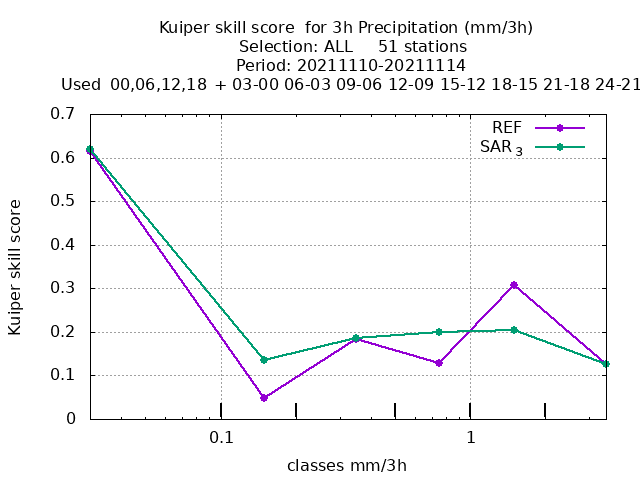 Kuiper skill score  for 3h Precipitation (mm/3h)
Selection: ALL     51 stations
Period: 20211110-20211114
Used  00,06,12,18  + 03-00 06-03 09-06 12-09 15-12 18-15 21-18 24-21
0.7
REF
SAR 3
0.6
0.5
0.4
0.3
0.2
0.1
0
Kuiper skill score
0.1 1
classes mm/3h